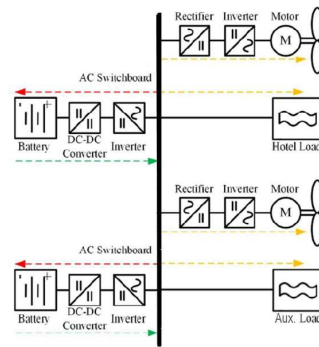 Rectifier Inverter Motor
M
AC Switchboard
Battery DC-DC Converter Inverter Hotel Load
Rectifier Inverter Motor
M
AC Switchboard
Battery DC-DC Converter Inverter Aux. Load